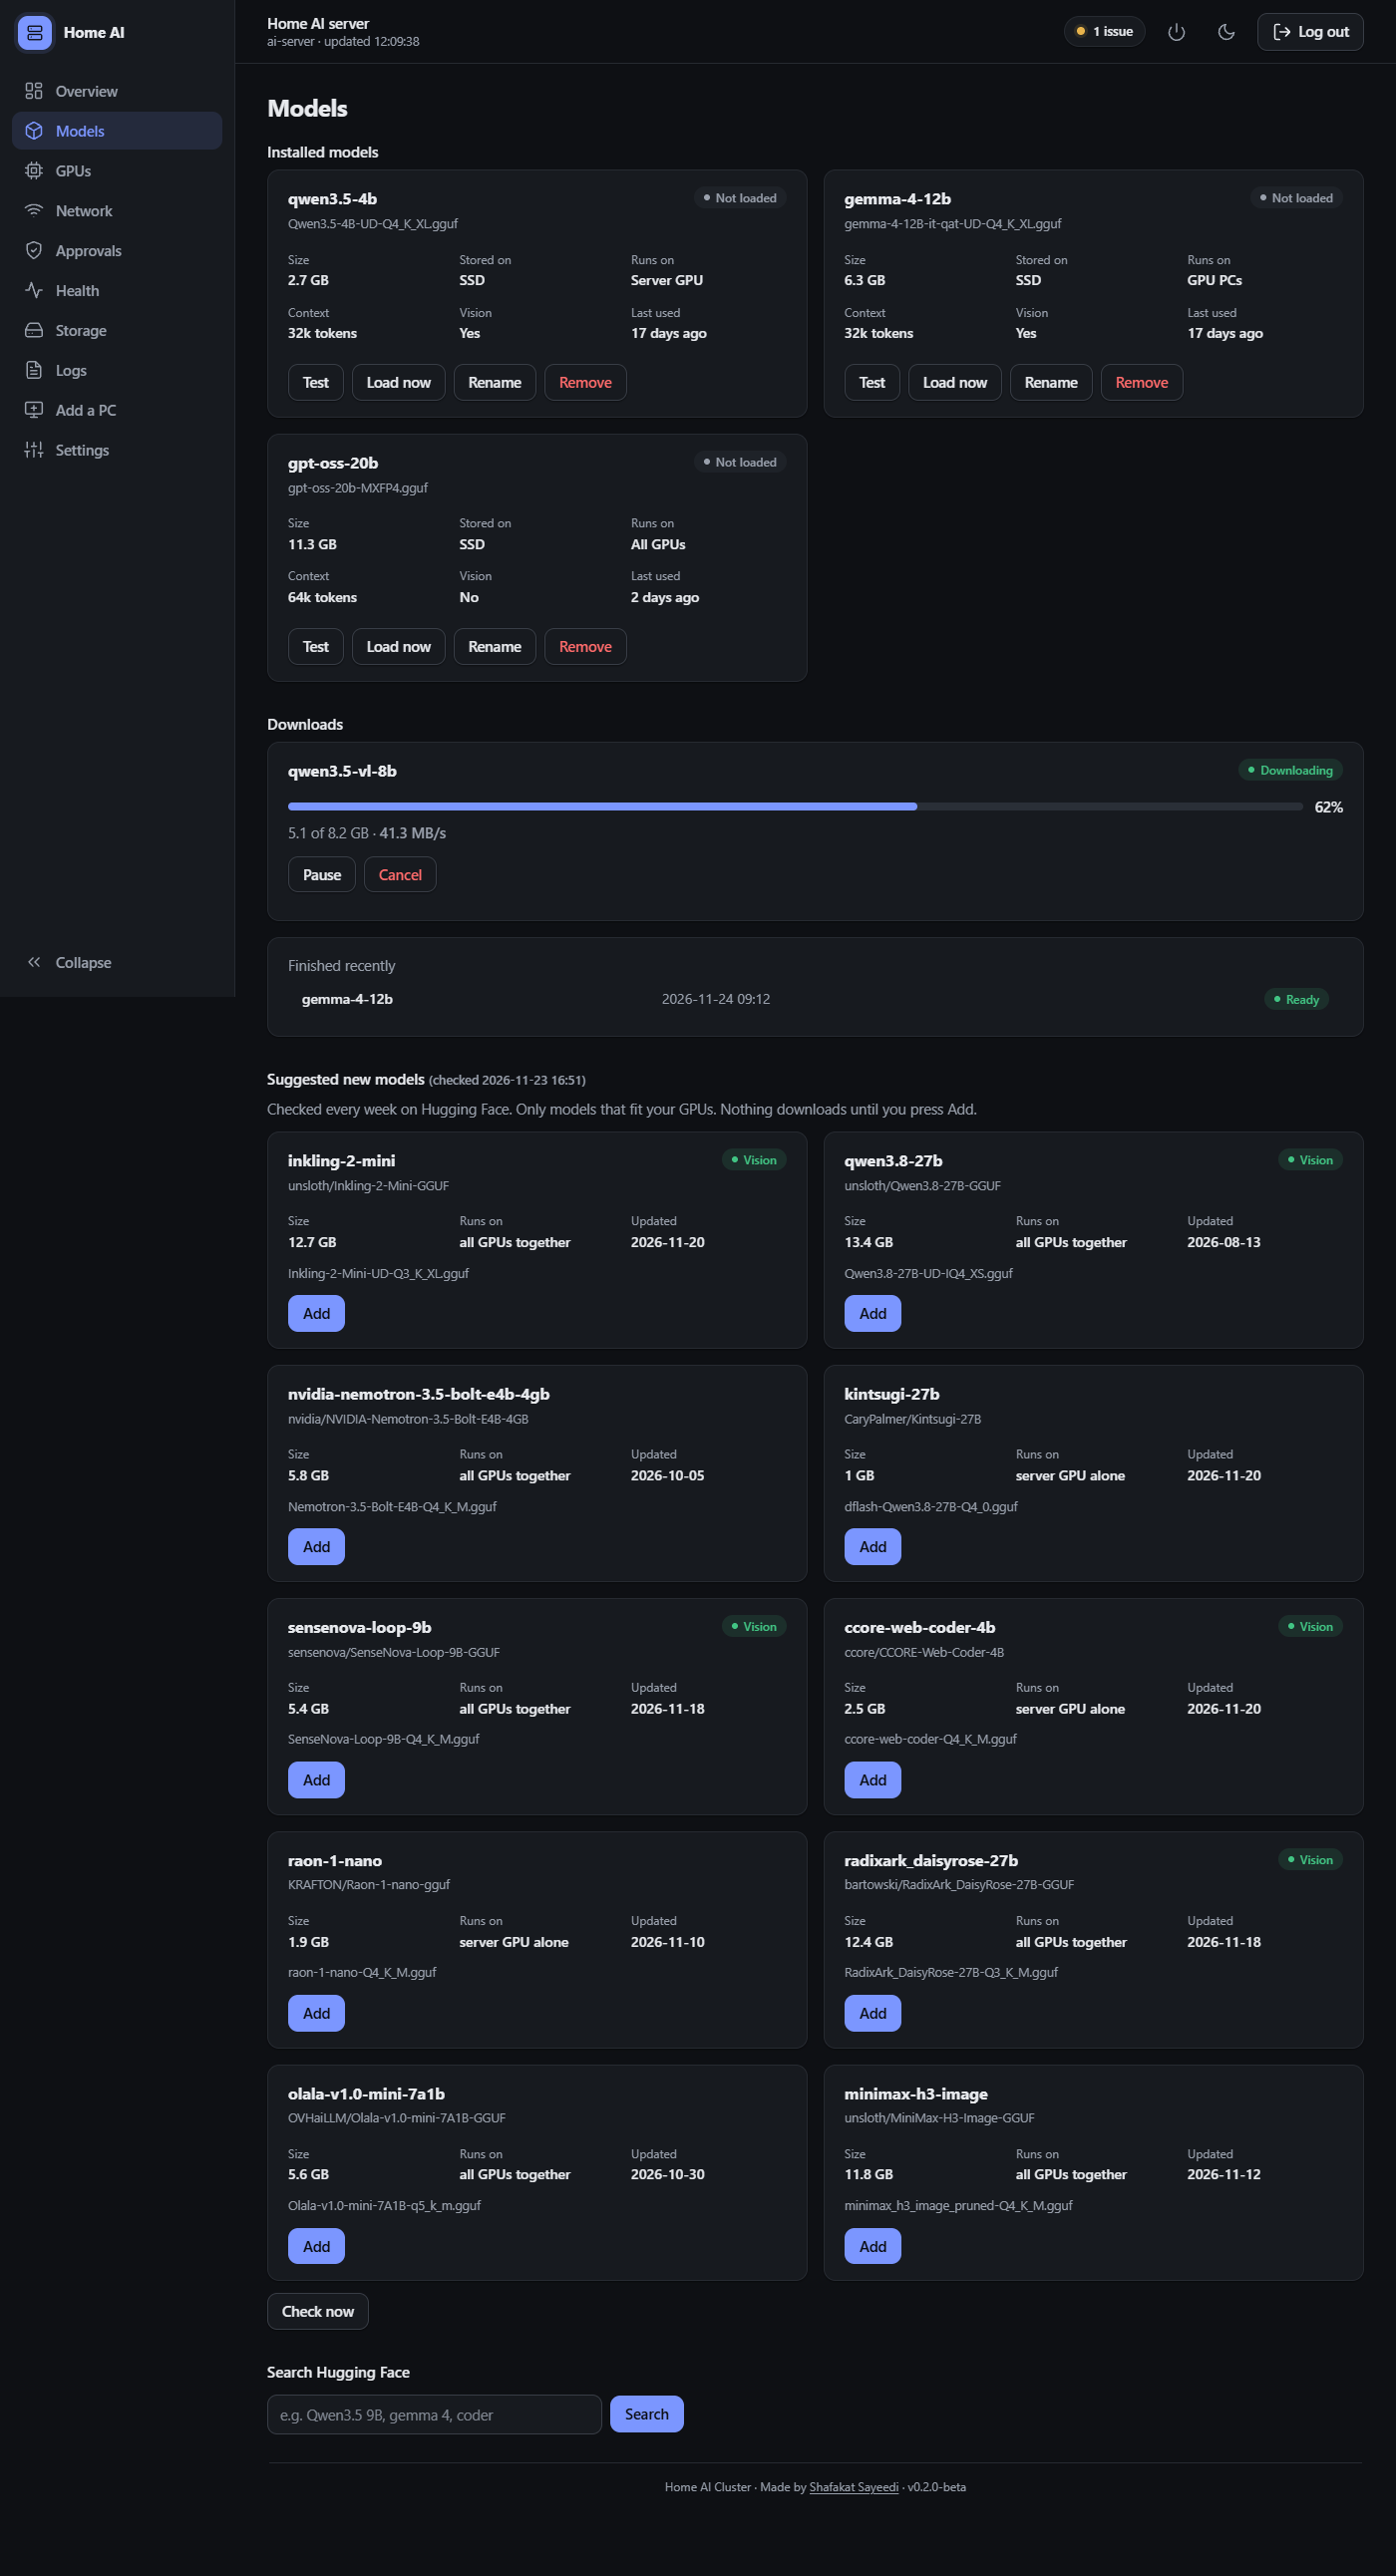 Home AI
Overview
Models
GPUs
Network
Approvals
Health
Storage
Logs
Add a PC
Settings
Collapse
Home AI server
ai-server · updated 12:09:38
1 issue
Log out
Models
Installed models
qwen3.5-4b
Not loaded
Qwen3.5-4B-UD-Q4_K_XL.gguf
Size Stored on Runs on
2.7 GB SSD Server GPU
Context Vision Last used
32k tokens Yes 17 days ago
Test Load now Rename Remove
gemma-4-12b
Not loaded
gemma-4-12B-it-qat-UD-Q4_K_XL.gguf
Size Stored on Runs on
6.3 GB SSD GPU PCs
Context Vision Last used
32k tokens Yes 17 days ago
Test Load now Rename Remove
gpt-oss-20b
Not loaded
gpt-oss-20b-MXFP4.gguf
Size Stored on Runs on
11.3 GB SSD All GPUs
Context Vision Last used
64k tokens No 2 days ago
Test Load now Rename Remove
Downloads
qwen3.5-vl-8b
Downloading
62%
5.1 of 8.2 GB · 41.3 MB/s
Pause Cancel
Finished recently
gemma-4-12b 2026-11-24 09:12 Ready
Suggested new models (checked 2026-11-23 16:51)
Checked every week on Hugging Face. Only models that fit your GPUs. Nothing downloads until you press Add.
inkling-2-mini
Vision
unsloth/Inkling-2-Mini-GGUF
Size Runs on Updated
12.7 GB all GPUs together 2026-11-20
Inkling-2-Mini-UD-Q3_K_XL.gguf
Add
qwen3.8-27b
Vision
unsloth/Qwen3.8-27B-GGUF
Size Runs on Updated
13.4 GB all GPUs together 2026-08-13
Qwen3.8-27B-UD-IQ4_XS.gguf
Add
nvidia-nemotron-3.5-bolt-e4b-4gb
nvidia/NVIDIA-Nemotron-3.5-Bolt-E4B-4GB
Size Runs on Updated
5.8 GB all GPUs together 2026-10-05
Nemotron-3.5-Bolt-E4B-Q4_K_M.gguf
Add
kintsugi-27b
CaryPalmer/Kintsugi-27B
Size Runs on Updated
1 GB server GPU alone 2026-11-20
dflash-Qwen3.8-27B-Q4_0.gguf
Add
sensenova-loop-9b
Vision
sensenova/SenseNova-Loop-9B-GGUF
Size Runs on Updated
5.4 GB all GPUs together 2026-11-18
SenseNova-Loop-9B-Q4_K_M.gguf
Add
ccore-web-coder-4b
Vision
ccore/CCORE-Web-Coder-4B
Size Runs on Updated
2.5 GB server GPU alone 2026-11-20
ccore-web-coder-Q4_K_M.gguf
Add
raon-1-nano
KRAFTON/Raon-1-nano-gguf
Size Runs on Updated
1.9 GB server GPU alone 2026-11-10
raon-1-nano-Q4_K_M.gguf
Add
radixark_daisyrose-27b
Vision
bartowski/RadixArk_DaisyRose-27B-GGUF
Size Runs on Updated
12.4 GB all GPUs together 2026-11-18
RadixArk_DaisyRose-27B-Q3_K_M.gguf
Add
olala-v1.0-mini-7a1b
OVHaiLLM/Olala-v1.0-mini-7A1B-GGUF
Size Runs on Updated
5.6 GB all GPUs together 2026-10-30
Olala-v1.0-mini-7A1B-q5_k_m.gguf
Add
minimax-h3-image
unsloth/MiniMax-H3-Image-GGUF
Size Runs on Updated
11.8 GB all GPUs together 2026-11-12
minimax_h3_image_pruned-Q4_K_M.gguf
Add
Check now
Search Hugging Face
e.g. Qwen3.5 9B, gemma 4, coder
Search
Home AI Cluster · Made by Shafakat Sayeedi · v0.2.0-beta